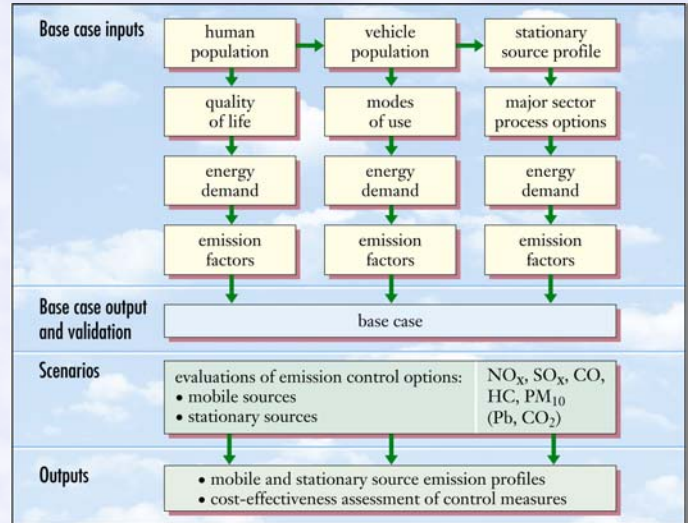 Base case inputs
human
population
vehicle
population
stationary
source profile
quality
of life
modes
of use
major sector
process options
energy
demand
energy
demand
energy
demand
emission
factors
emission
factors
emission
factors
Base case output
and validation
base case
Scenarios
evaluations of emission control options:
• mobile sources
• stationary sources
NOx, SOx, CO,
HC, PM10
(Pb, CO2)
Outputs
• mobile and stationary source emission profiles
• cost-effectiveness assessment of control measures